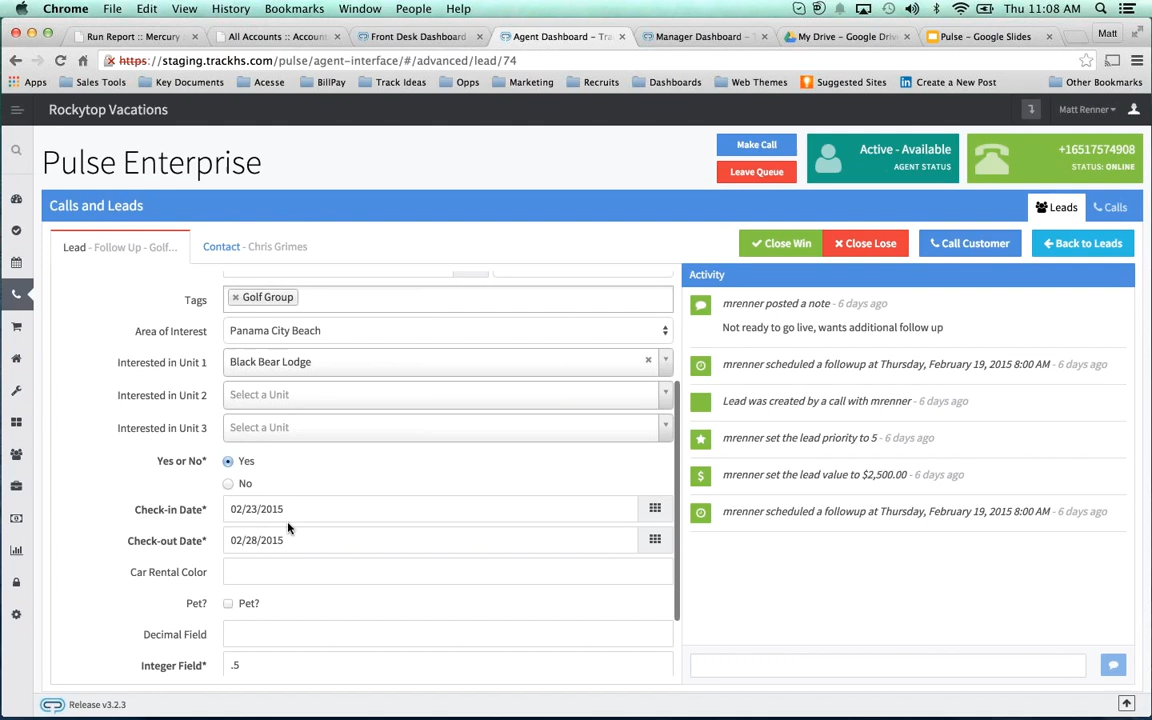 Chrome File Edit View History Bookmarks Window People Help Thu 11:08 AM
Run Report :: Mercury All Accounts :: Account Front Desk Dashboard Agent Dashboard – Tra Manager Dashboard – T My Drive – Google Driv Pulse – Google Slides Matt
https://staging.trackhs.com/pulse/agent-interface/#/advanced/lead/74
Apps Sales Tools Key Documents Acesse BillPay Track Ideas Opps Marketing Recruits Dashboards Web Themes Suggested Sites Create a New Post Other Bookmarks
Rockytop Vacations Matt Renner
Pulse Enterprise
Make Call
Leave Queue
Active - Available
AGENT STATUS
+16517574908
STATUS: ONLINE
Calls and Leads Leads Calls
Lead - Follow Up - Golf... Contact - Chris Grimes Close Win Close Lose Call Customer Back to Leads
Tags Golf Group
Area of Interest Panama City Beach
Interested in Unit 1 Black Bear Lodge
Interested in Unit 2 Select a Unit
Interested in Unit 3 Select a Unit
Yes or No* Yes
No
Check-in Date* 02/23/2015
Check-out Date* 02/28/2015
Car Rental Color
Pet? Pet?
Decimal Field
Integer Field* .5
Activity
mrenner posted a note - 6 days ago
Not ready to go live, wants additional follow up
mrenner scheduled a followup at Thursday, February 19, 2015 8:00 AM - 6 days ago
Lead was created by a call with mrenner - 6 days ago
mrenner set the lead priority to 5 - 6 days ago
mrenner set the lead value to $2,500.00 - 6 days ago
mrenner scheduled a followup at Thursday, February 19, 2015 8:00 AM - 6 days ago
Release v3.2.3